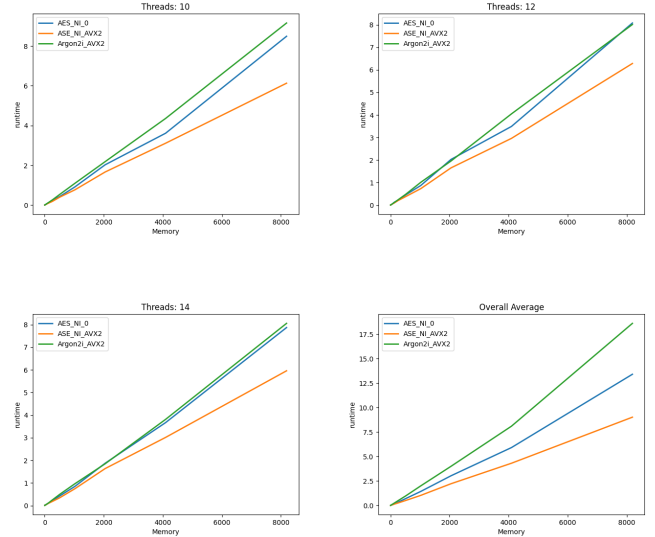 Threads: 10
AES_NI_0
ASE_NI_AVX2
Argon2i_AVX2
8
6
4
2
0
runtime
0 2000 4000 6000 8000
Memory
Threads: 12
AES_NI_0
ASE_NI_AVX2
Argon2i_AVX2
8
7
6
5
4
3
2
1
0
runtime
0 2000 4000 6000 8000
Memory
Threads: 14
AES_NI_0
ASE_NI_AVX2
Argon2i_AVX2
8
7
6
5
4
3
2
1
0
runtime
0 2000 4000 6000 8000
Memory
Overall Average
AES_NI_0
ASE_NI_AVX2
Argon2i_AVX2
17.5
15.0
12.5
10.0
7.5
5.0
2.5
0.0
runtime
0 2000 4000 6000 8000
Memory